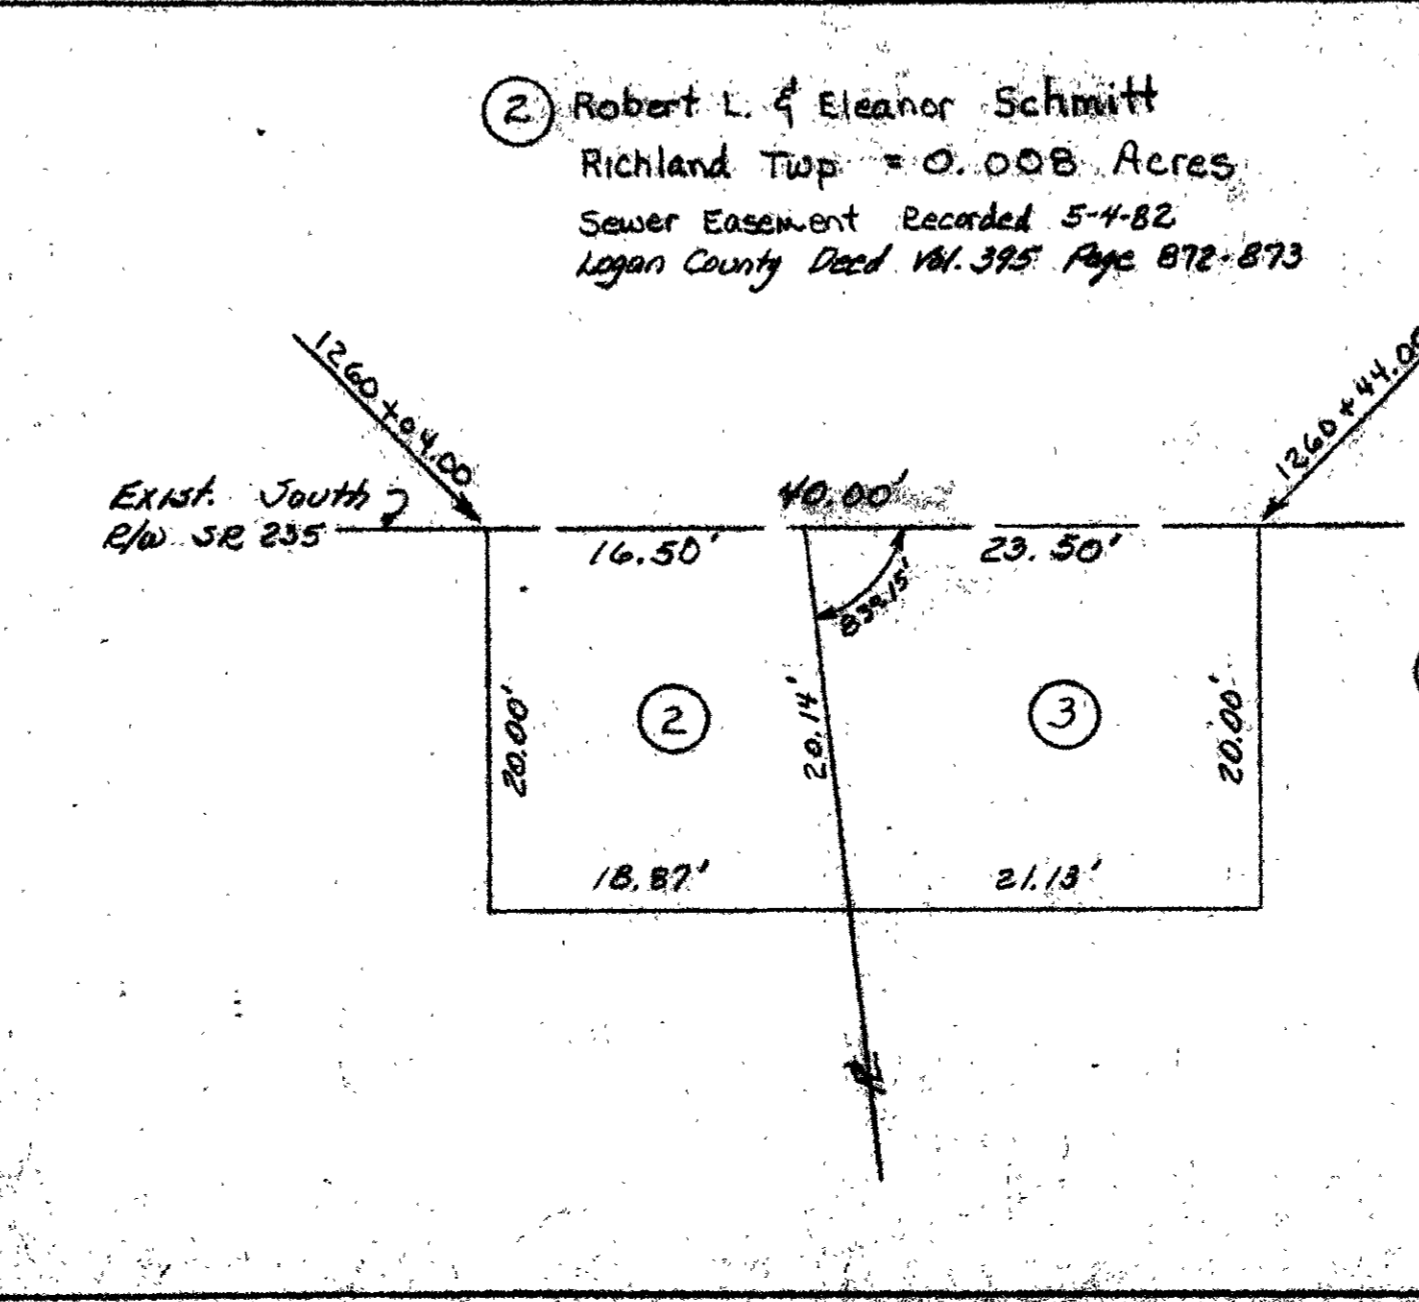 2 Robert L. & Eleanor Schmitt
Richland Twp = 0.008 Acres
Sewer Easement Recorded 5-4-82
Logan County Deed Vol. 395 Page 872-873
1260+04.00
1260+44.00
Exist. South
R/W SR 235
40.00'
16.50'
23.50'
83°15'
20.00'
2
20.14'
3
20.00'
18.87'
21.13'